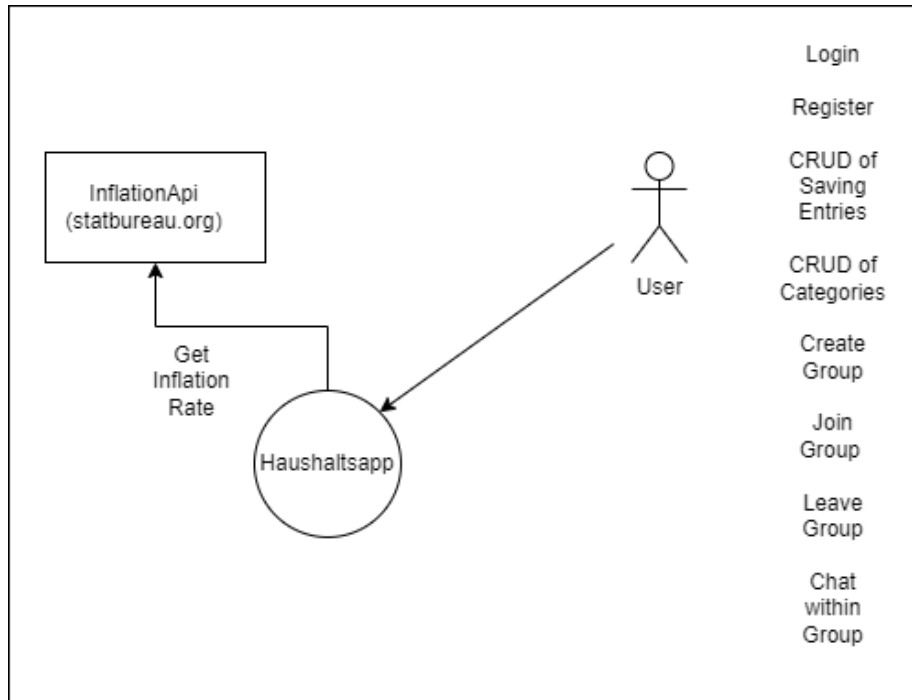 InflationApi
(statbureau.org)
Get
Inflation
Rate
Haushaltsapp
User
Login
Register
CRUD of
Saving
Entries
CRUD of
Categories
Create
Group
Join
Group
Leave
Group
Chat
within
Group